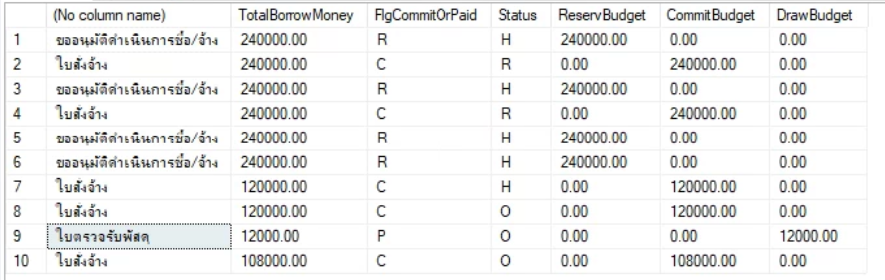 (No column name) TotalBorrowMoney FlgCommitOrPaid Status ReservBudget CommitBudget DrawBudget
1 ขออนุมัติดำเนินการซื้อ/จ้าง 240000.00 R H 240000.00 0.00 0.00
2 ใบสั่งจ้าง 240000.00 C R 0.00 240000.00 0.00
3 ขออนุมัติดำเนินการซื้อ/จ้าง 240000.00 R H 240000.00 0.00 0.00
4 ใบสั่งจ้าง 240000.00 C R 0.00 240000.00 0.00
5 ขออนุมัติดำเนินการซื้อ/จ้าง 240000.00 R H 240000.00 0.00 0.00
6 ขออนุมัติดำเนินการซื้อ/จ้าง 240000.00 R H 240000.00 0.00 0.00
7 ใบสั่งจ้าง 120000.00 C H 0.00 120000.00 0.00
8 ใบสั่งจ้าง 120000.00 C O 0.00 120000.00 0.00
9 ใบตรวจรับพัสดุ 12000.00 P O 0.00 0.00 12000.00
10 ใบสั่งจ้าง 108000.00 C O 0.00 108000.00 0.00